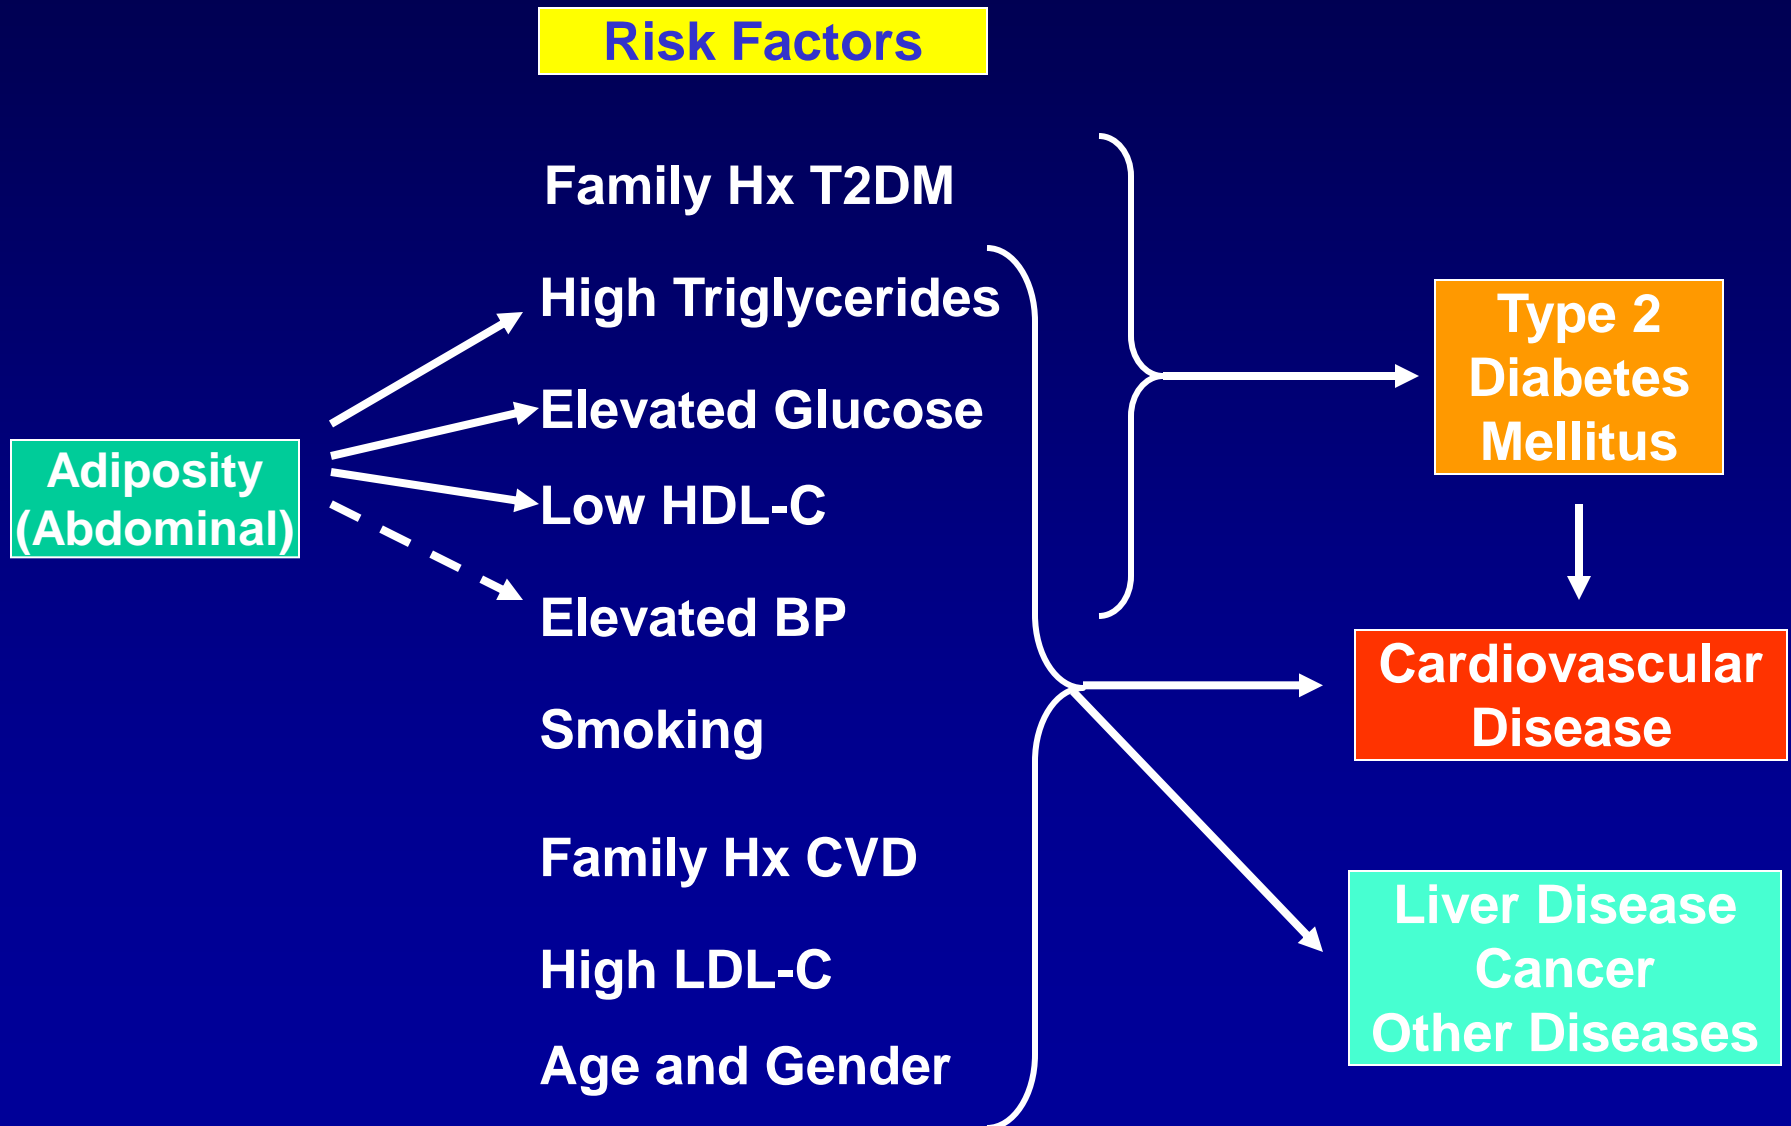 Risk Factors
Family Hx T2DM
High Triglycerides
Elevated Glucose
Low HDL-C
Elevated BP
Smoking
Family Hx CVD
High LDL-C
Age and Gender
Adiposity
(Abdominal)
Type 2
Diabetes
Mellitus
Cardiovascular
Disease
Liver Disease
Cancer
Other Diseases